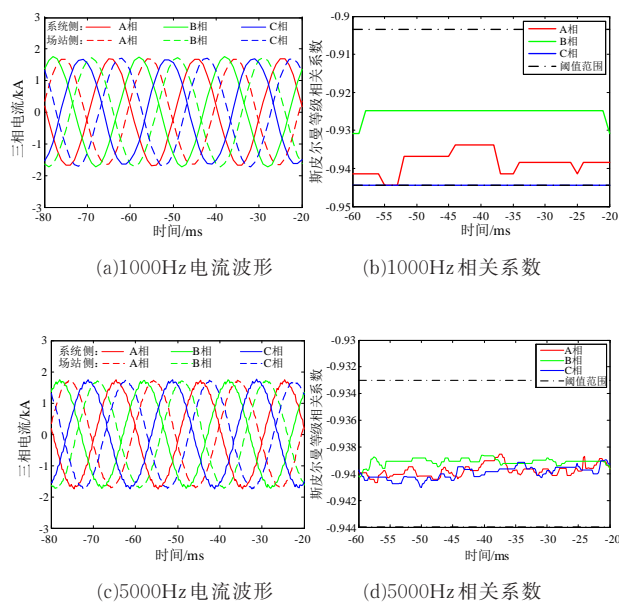 系统侧: A相 B相 C相
场站侧: A相 B相 C相
三相电流/kA
3
2
1
0
-1
-2
-3
-80 -70 -60 -50 -40 -30 -20
时间/ms
(a)1000Hz电流波形
斯皮尔曼等级相关系数
-0.9
-0.91
-0.92
-0.93
-0.94
-0.95
A相
B相
C相
阈值范围
-60 -55 -50 -45 -40 -35 -30 -25 -20
时间/ms
(b)1000Hz相关系数
系统侧: A相 B相 C相
场站侧: A相 B相 C相
三相电流/kA
3
2
1
0
-1
-2
-3
-80 -70 -60 -50 -40 -30 -20
时间/ms
(c)5000Hz电流波形
斯皮尔曼等级相关系数
-0.93
-0.932
-0.934
-0.936
-0.938
-0.94
-0.942
-0.944
A相
B相
C相
阈值范围
-60 -55 -50 -45 -40 -35 -30 -25 -20
时间/ms
(d)5000Hz相关系数